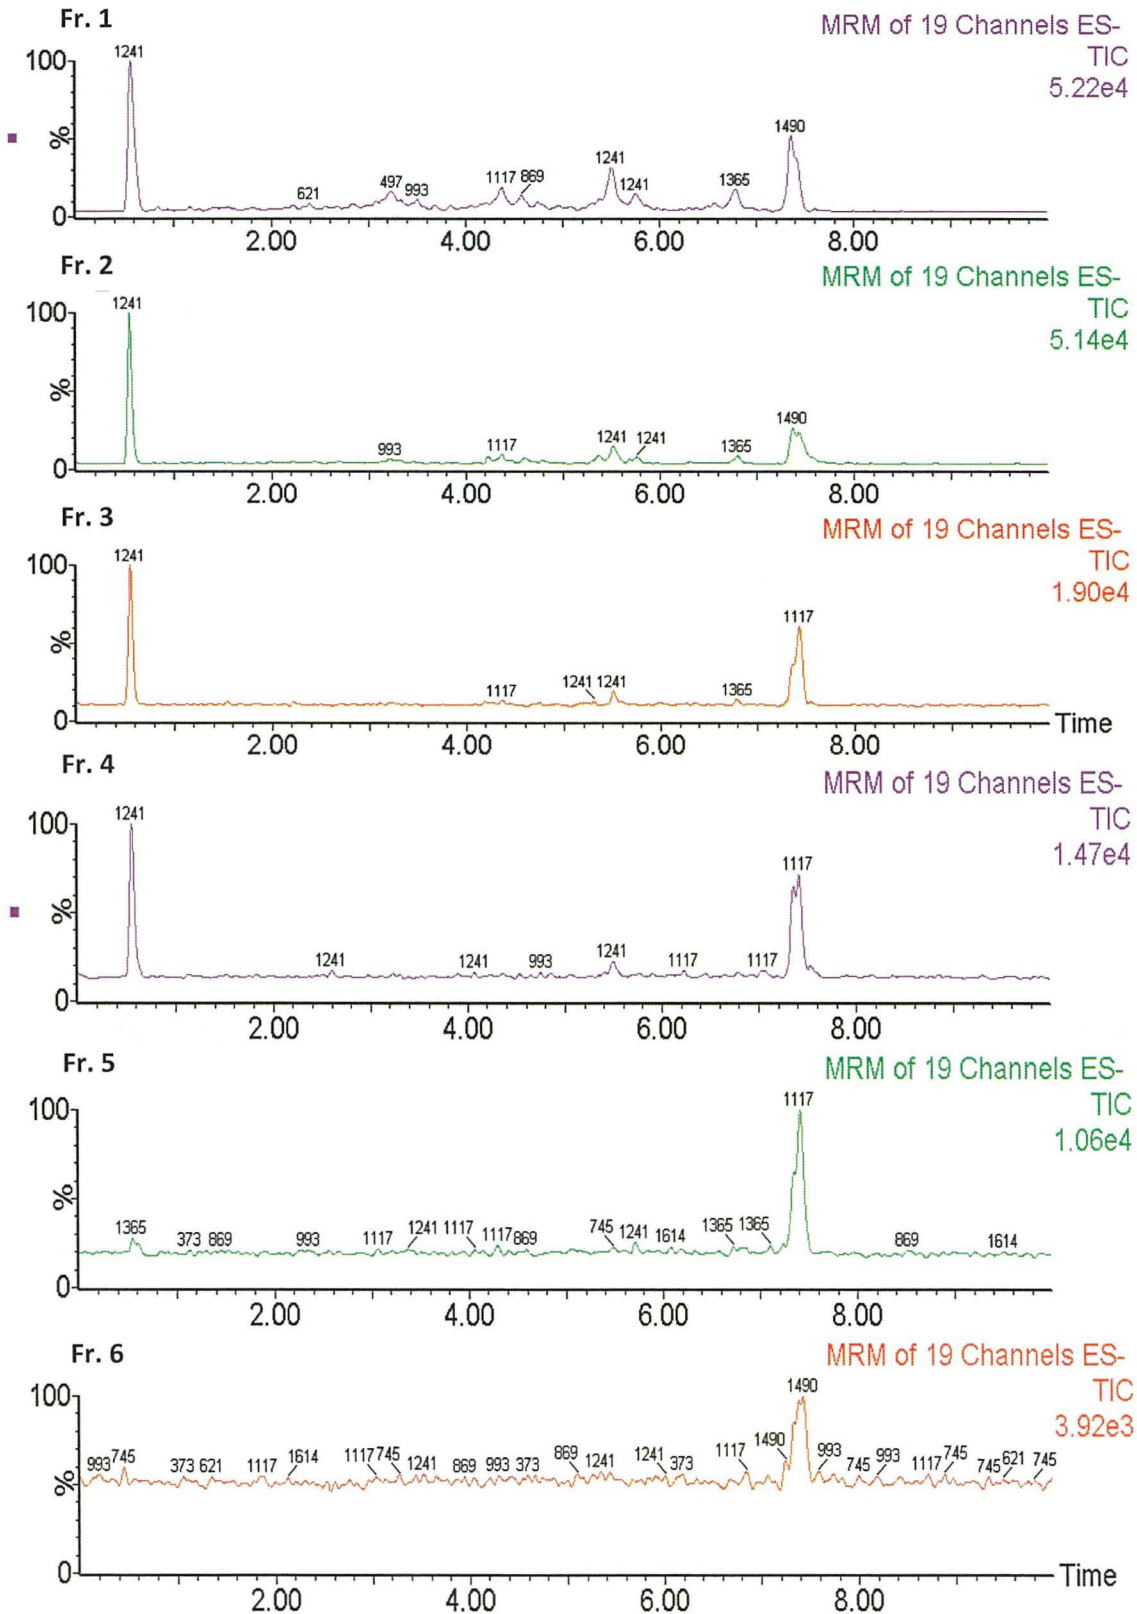 Fr. 1
MRM of 19 Channels ES-
TIC
5.22e4
1241
100
%
0
621
497
993
1117
869
1241
1241
1365
1490
2.00 4.00 6.00 8.00
Fr. 2
MRM of 19 Channels ES-
TIC
5.14e4
1241
100
%
0
993
1117
1241
1241
1365
1490
2.00 4.00 6.00 8.00
Fr. 3
MRM of 19 Channels ES-
TIC
1.90e4
1241
100
%
0
1117
1241
1241
1365
1117
Time
2.00 4.00 6.00 8.00
Fr. 4
MRM of 19 Channels ES-
TIC
1.47e4
1241
100
%
0
1241
1241
993
1241
1117
1117
1117
2.00 4.00 6.00 8.00
Fr. 5
MRM of 19 Channels ES-
TIC
1.06e4
100
%
0
1365
373
869
993
1117
1241
1117
1117
869
745
1241
1614
1365
1365
1117
869
1614
2.00 4.00 6.00 8.00
Fr. 6
MRM of 19 Channels ES-
TIC
3.92e3
100
%
0
993
745
373
621
1117
1614
1117
745
1241
869
993
373
869
1241
1241
373
1117
1490
1490
993
745
993
1117
745
745
621
745
Time
2.00 4.00 6.00 8.00